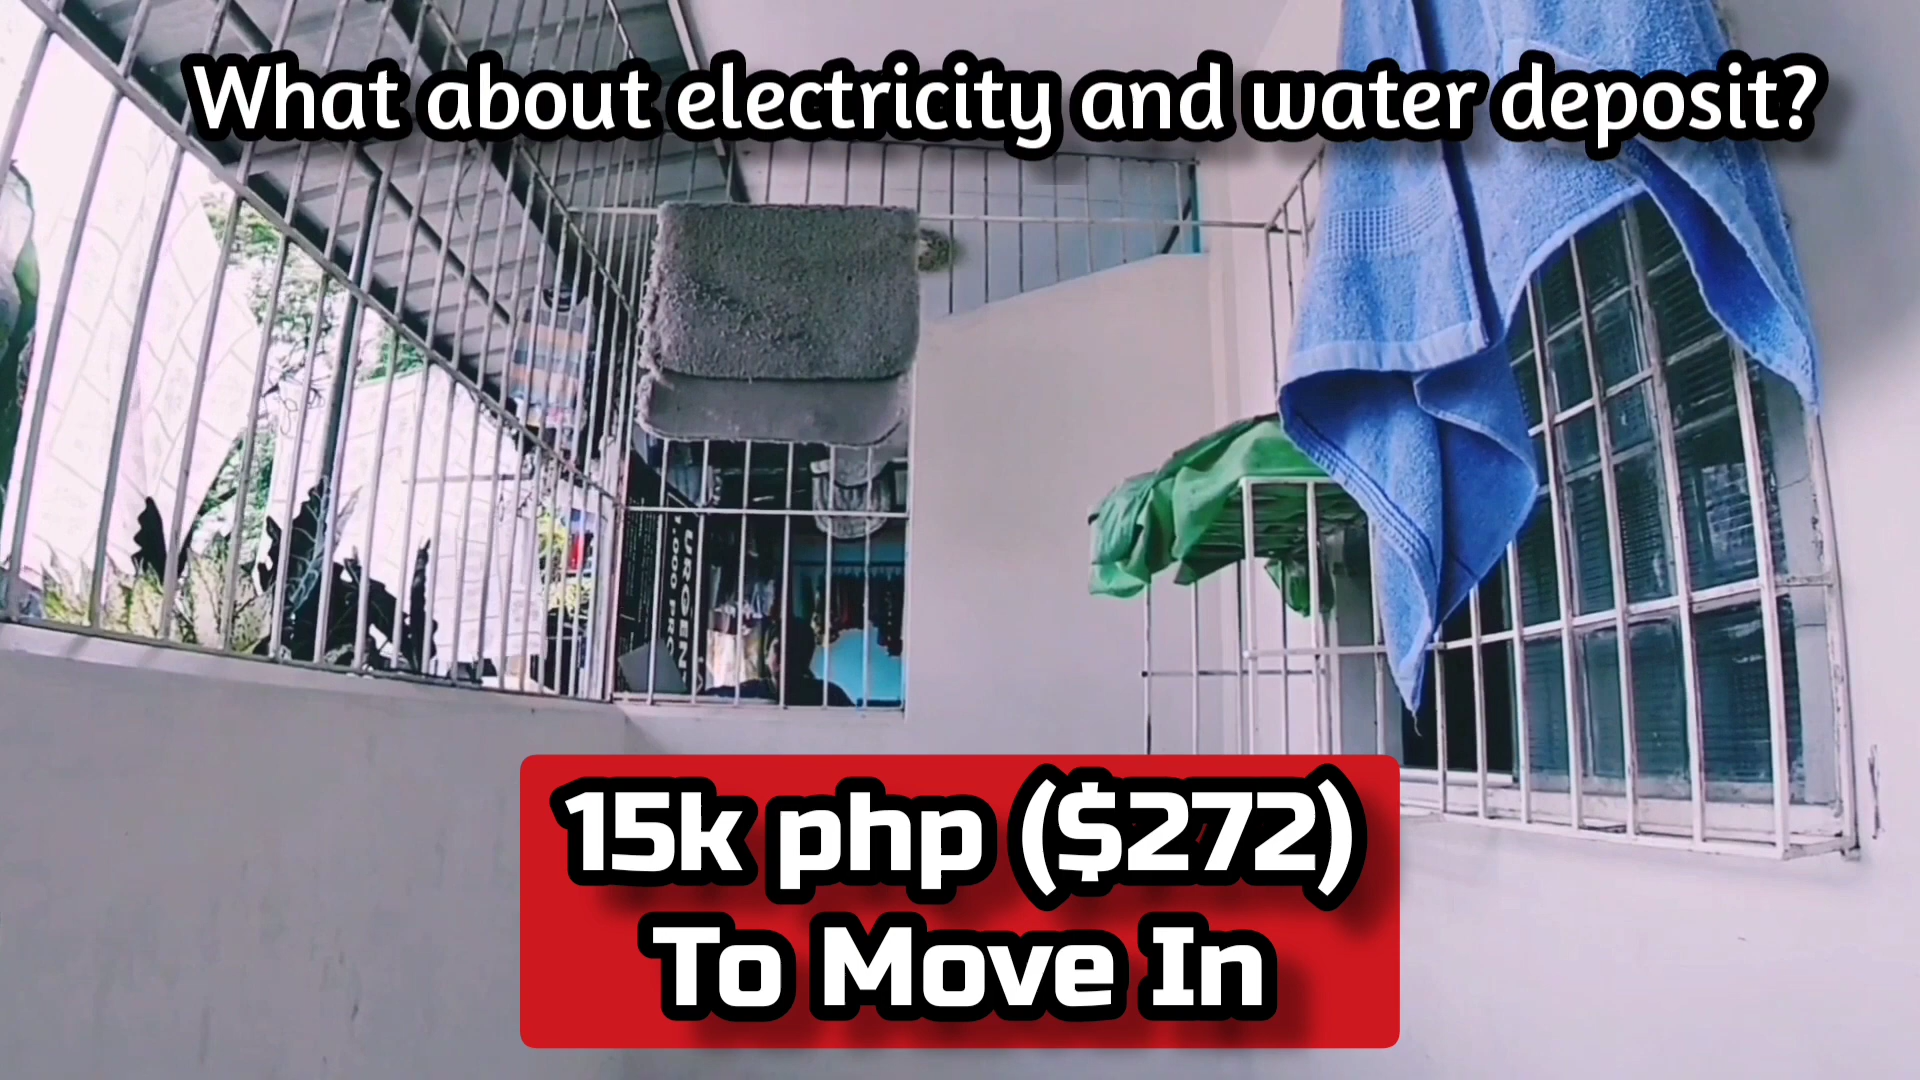 What about electricity and water deposit?
15k php ($272)
To Move In